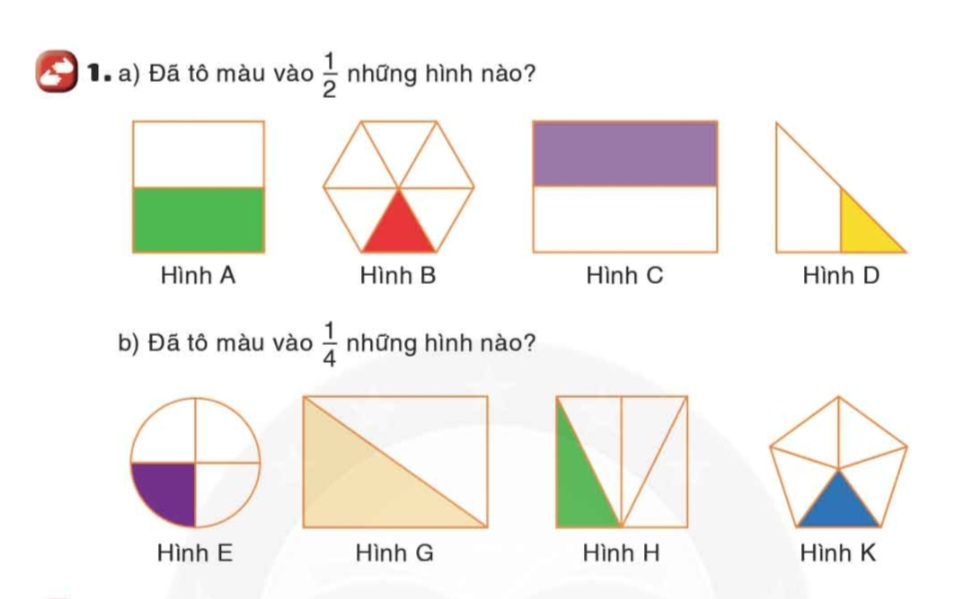 1. a) Đã tô màu vào 1/2 những hình nào?
Hình A Hình B Hình C Hình D
b) Đã tô màu vào 1/4 những hình nào?
Hình E Hình G Hình H Hình K